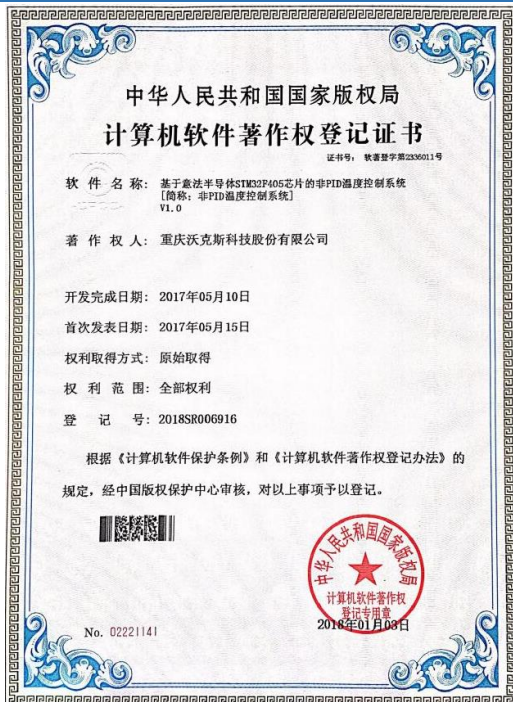 中华人民共和国国家版权局
计算机软件著作权登记证书
证书号： 软著登字第2336011号
软件名称： 基于意法半导体STM32F405芯片的非PID温度控制系统
[简称：非PID温度控制系统]
V1.0
著作权人： 重庆沃克斯科技股份有限公司
开发完成日期： 2017年05月10日
首次发表日期： 2017年05月15日
权利取得方式： 原始取得
权利范围： 全部权利
登记号： 2018SR006916
根据《计算机软件保护条例》和《计算机软件著作权登记办法》的
规定，经中国版权保护中心审核，对以上事项予以登记。
中华人民共和国国家版权局
计算机软件著作权
登记专用章
2018年01月03日
No. 02221141